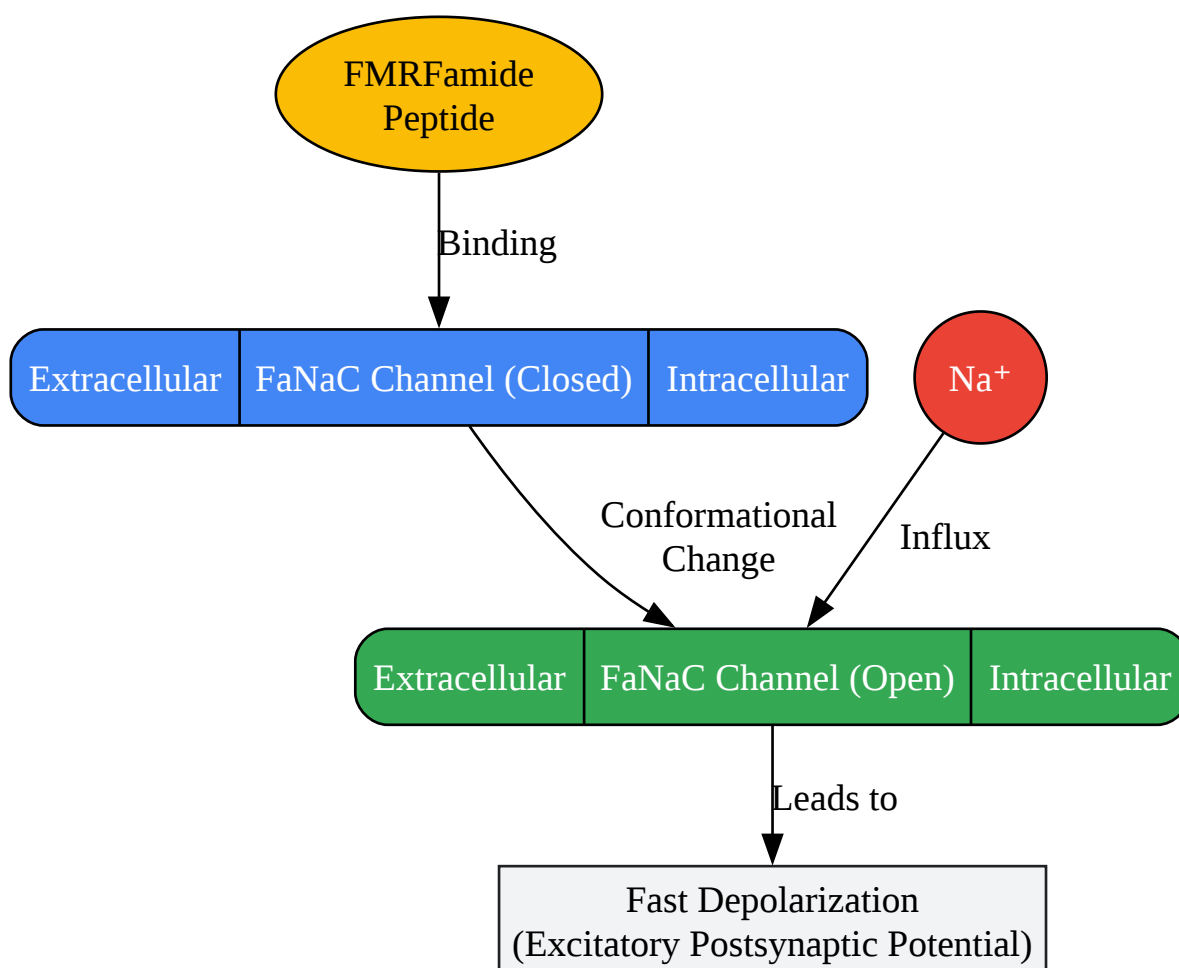 FMRFamide
Peptide
Binding
Extracellular
FaNaC Channel (Closed)
Intracellular
Na⁺
Conformational
Change
Influx
Extracellular
FaNaC Channel (Open)
Intracellular
Leads to
Fast Depolarization
(Excitatory Postsynaptic Potential)